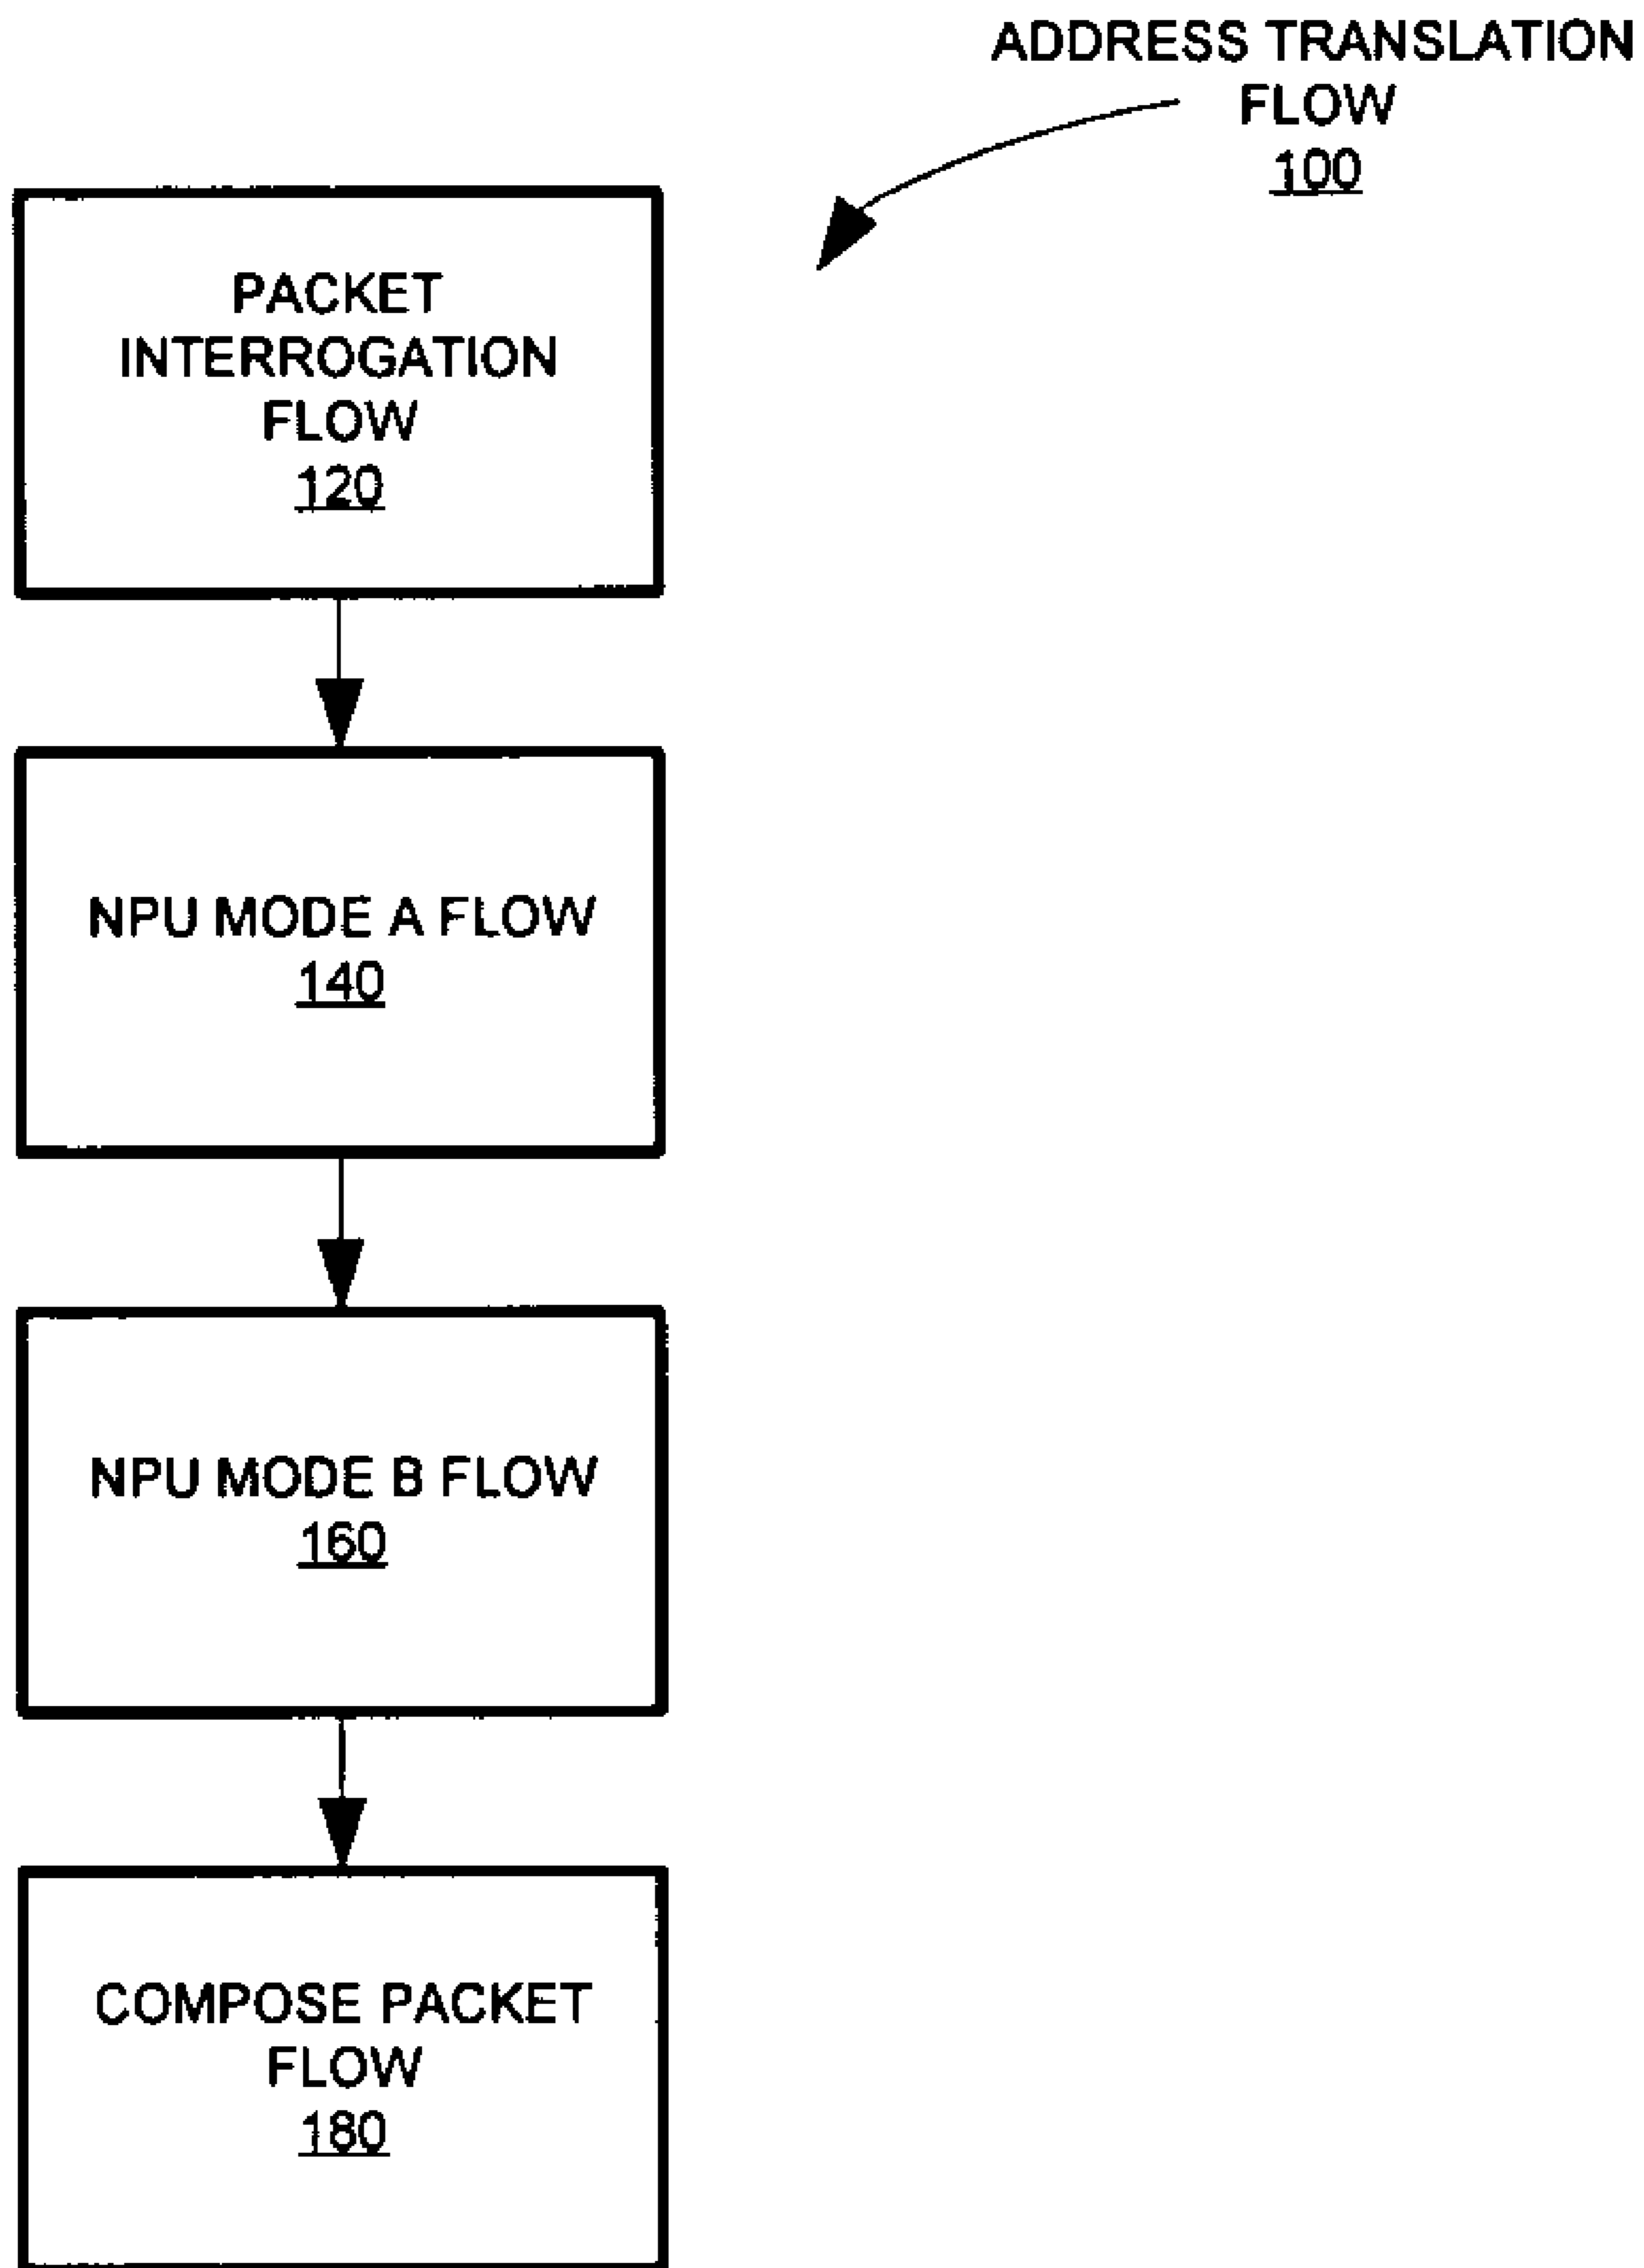 ADDRESS TRANSLATION
FLOW
100
PACKET
INTERROGATION
FLOW
120
NPU MODE A FLOW
140
NPU MODE B FLOW
160
COMPOSE PACKET
FLOW
180